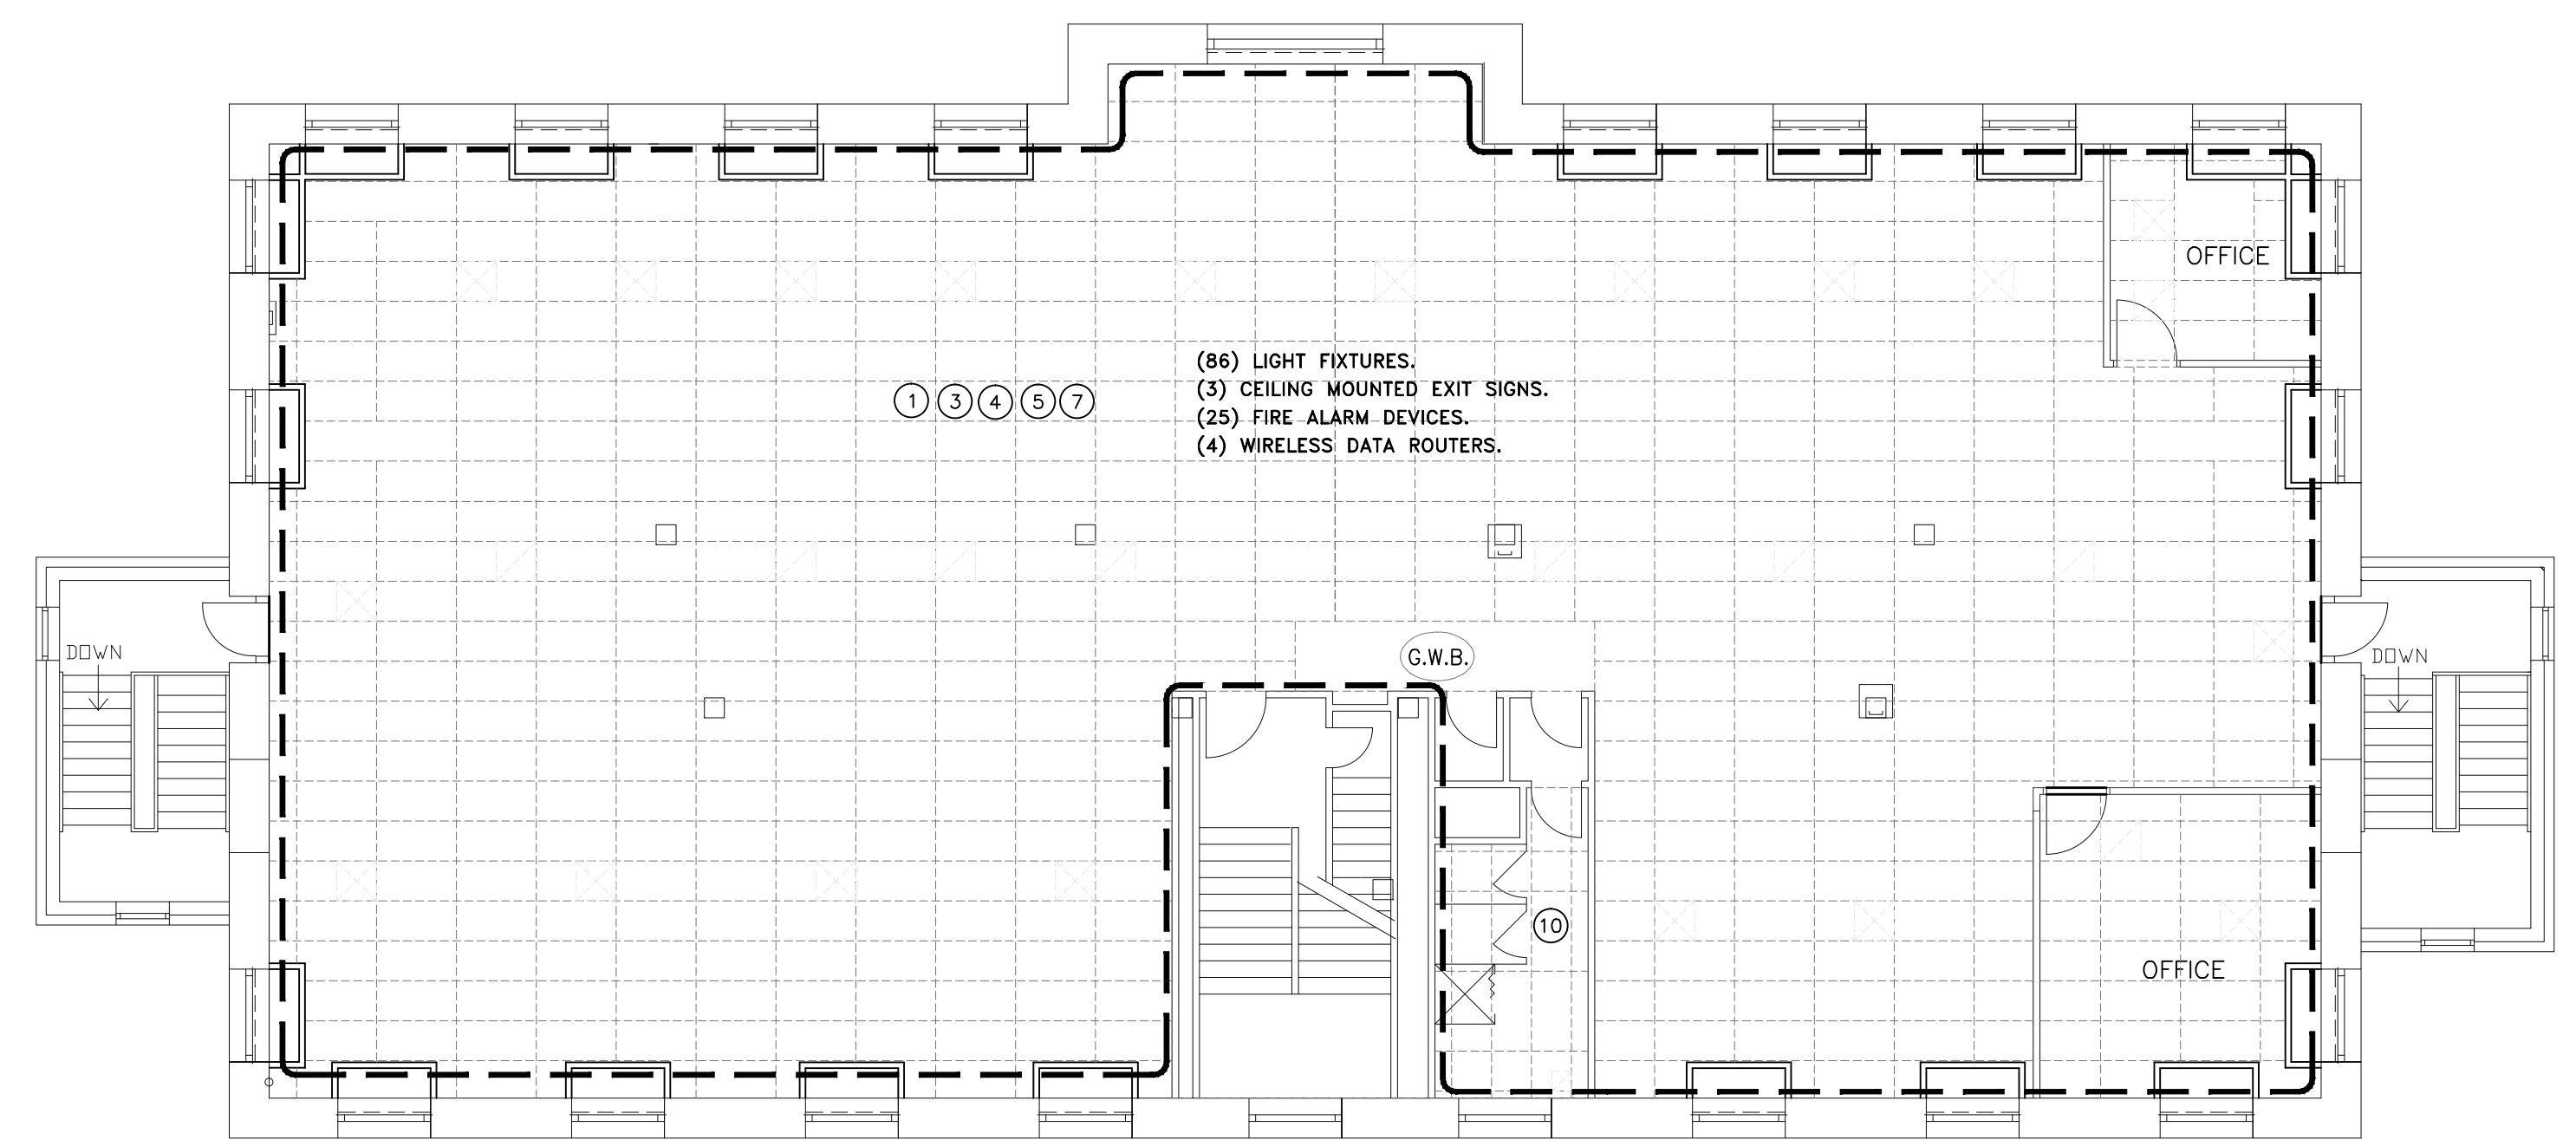 OFFICE
(86) LIGHT FIXTURES.
(3) CEILING MOUNTED EXIT SIGNS.
(25) FIRE ALARM DEVICES.
(4) WIRELESS DATA ROUTERS.
1 3 4 5 7
DOWN
G.W.B.
DOWN
10
OFFICE